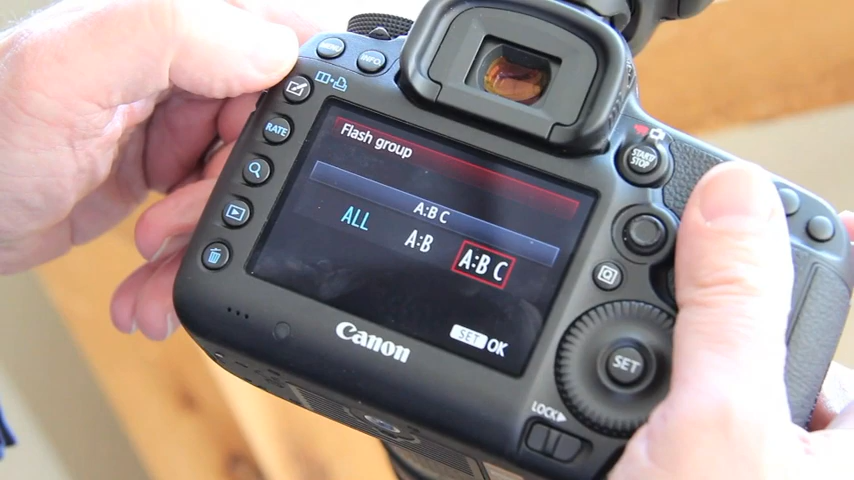 MENU
INFO
RATE
START/
STOP
Flash group
A:B C
ALL
A:B
A:B C
SET OK
Canon
SET
LOCK▶